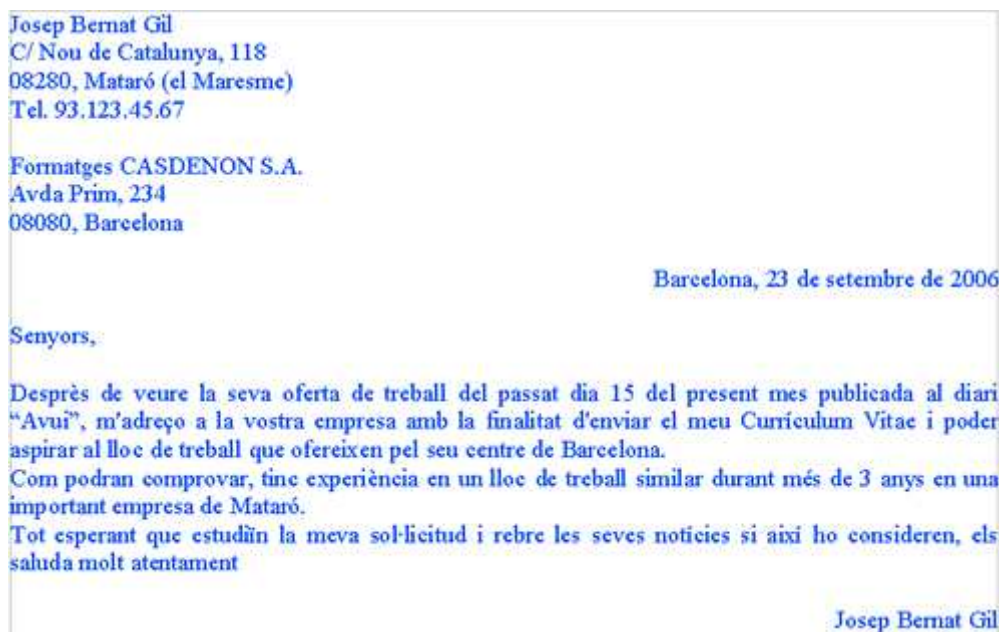 Josep Bernat Gil
C/ Nou de Catalunya, 118
08280, Mataró (el Maresme)
Tel. 93.123.45.67
Formatges CASDENON S.A.
Avda Prim, 234
08080, Barcelona
Barcelona, 23 de setembre de 2006
Senyors,
Desprès de veure la seva oferta de treball del passat dia 15 del present mes publicada al diari
“Avui”, m'adreço a la vostra empresa amb la finalitat d'enviar el meu Currículum Vitae i poder
aspirar al lloc de treball que ofereixen pel seu centre de Barcelona.
Com podran comprovar, tinc experiència en un lloc de treball similar durant més de 3 anys en una
important empresa de Mataró.
Tot esperant que estudiïn la meva sol·licitud i rebre les seves notícies si així ho consideren, els
saluda molt atentament
Josep Bernat Gil